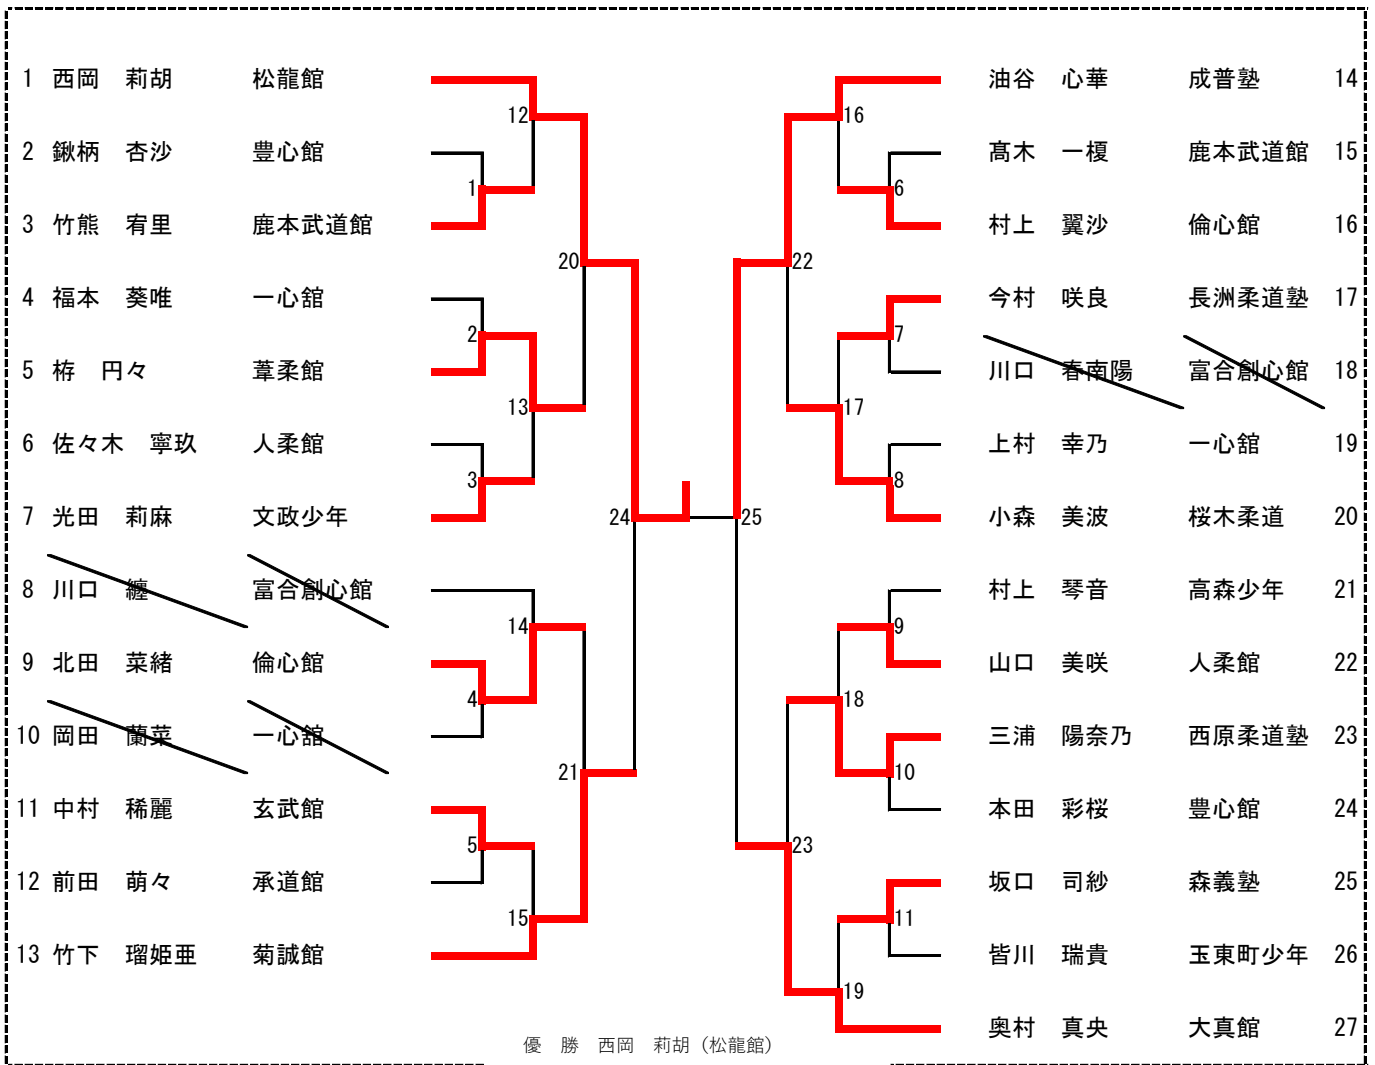 1 西岡　莉胡　松龍館
2 鍬柄　杏沙　豊心館
3 竹熊　宥里　鹿本武道館
4 福本　葵唯　一心舘
5 栫　円々　葦柔館
6 佐々木　寧玖　人柔館
7 光田　莉麻　文政少年
8 川口　纏　富合創心館
9 北田　菜緒　倫心館
10 岡田　蘭菜　一心舘
11 中村　稀麗　玄武館
12 前田　萌々　承道館
13 竹下　瑠姫亜　菊誠館
12
1
20
2
13
3
24
14
4
21
5
15
16
6
22
7
17
8
25
9
18
10
23
11
19
油谷　心華　成普塾　14
髙木　一榎　鹿本武道館　15
村上　翼沙　倫心館　16
今村　咲良　長洲柔道塾　17
川口　春南陽　富合創心館　18
上村　幸乃　一心舘　19
小森　美波　桜木柔道　20
村上　琴音　高森少年　21
山口　美咲　人柔館　22
三浦　陽奈乃　西原柔道塾　23
本田　彩桜　豊心館　24
坂口　司紗　森義塾　25
皆川　瑞貴　玉東町少年　26
奥村　真央　大真館　27
優　勝　西岡　莉胡（松龍館）